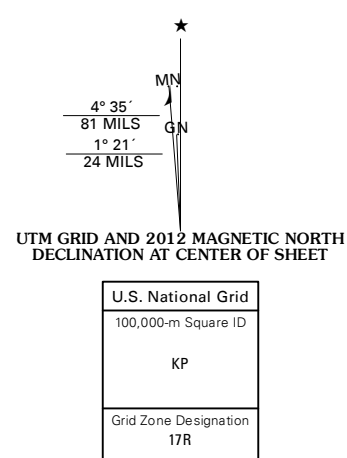 ★
MN
4° 35´
81 MILS
GN
1° 21´
24 MILS
UTM GRID AND 2012 MAGNETIC NORTH
DECLINATION AT CENTER OF SHEET
U.S. National Grid
100,000-m Square ID
KP
Grid Zone Designation
17R